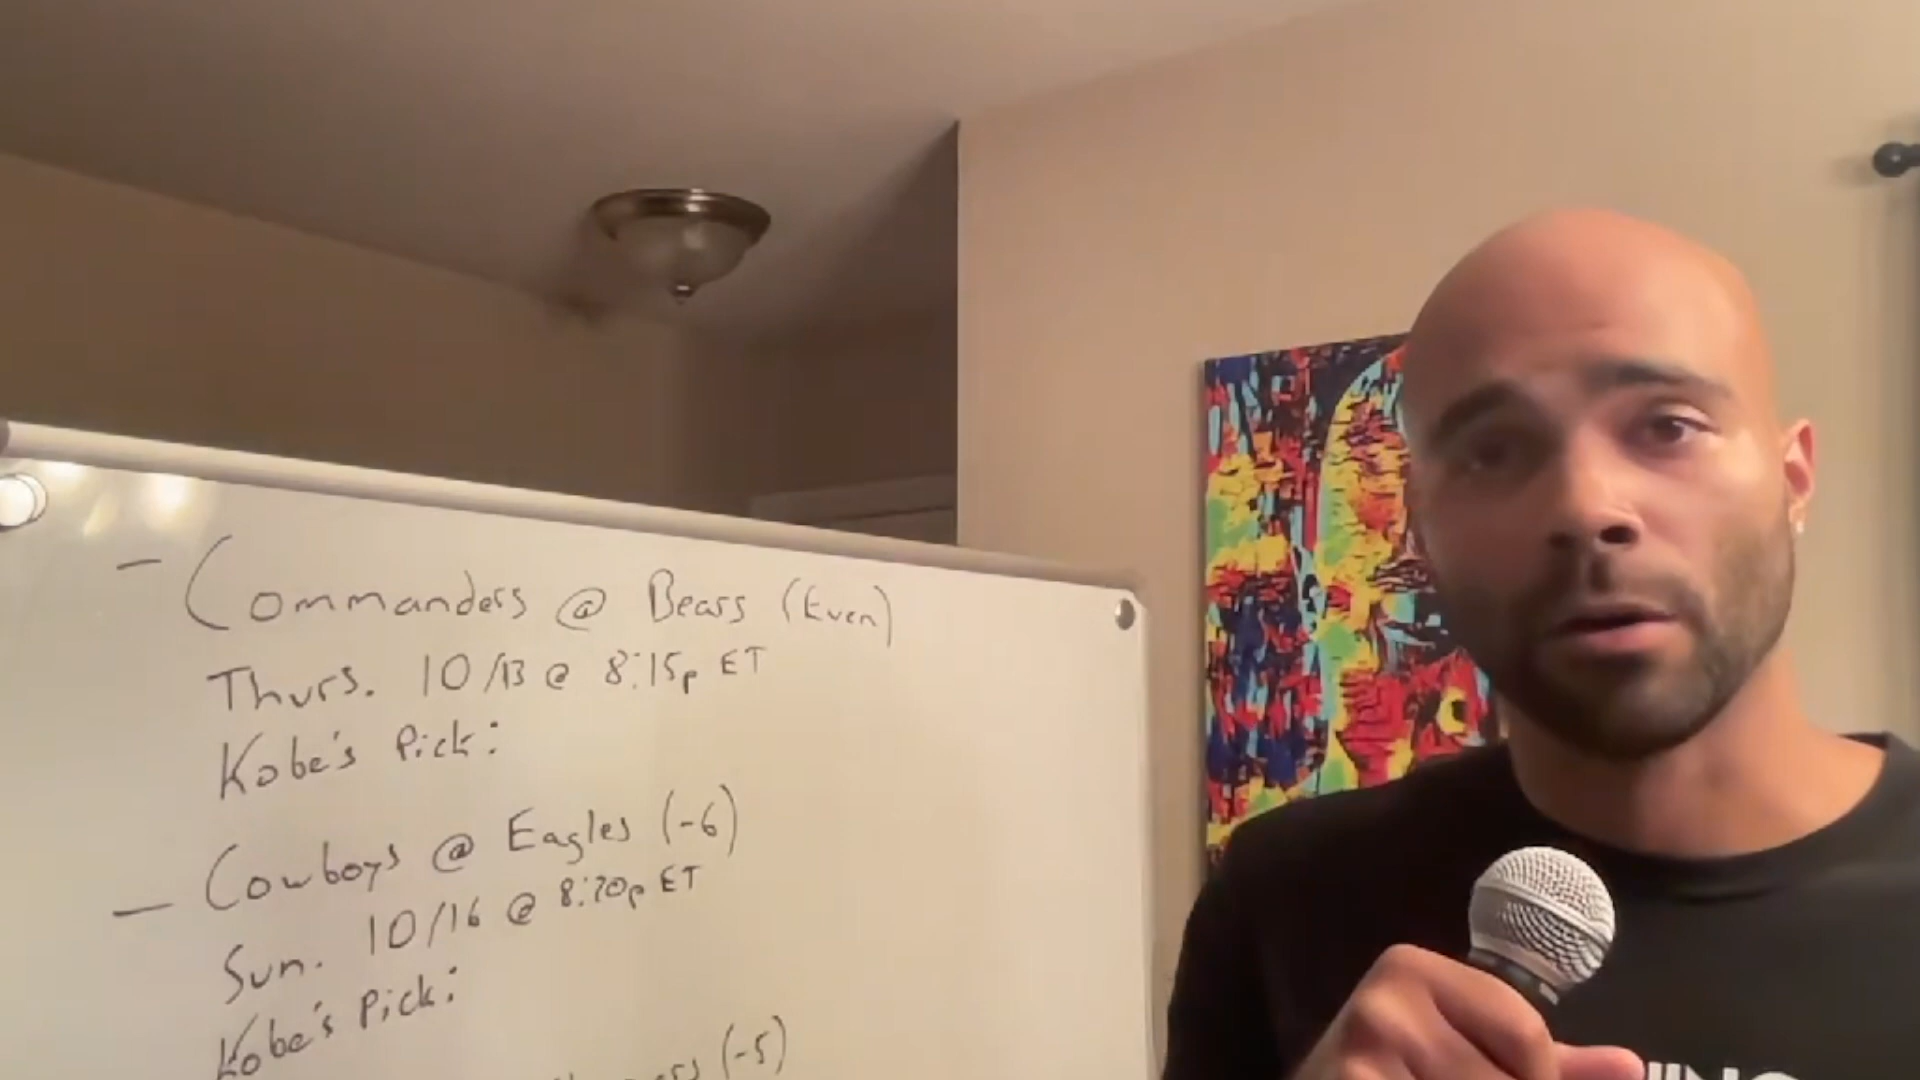 - Commanders @ Bears (Even)
Thurs. 10/13 @ 8:15p ET
Kobe's Pick:
- Cowboys @ Eagles (-6)
Sun. 10/16 @ 8:20p ET
Kobe's Pick:
(-5)